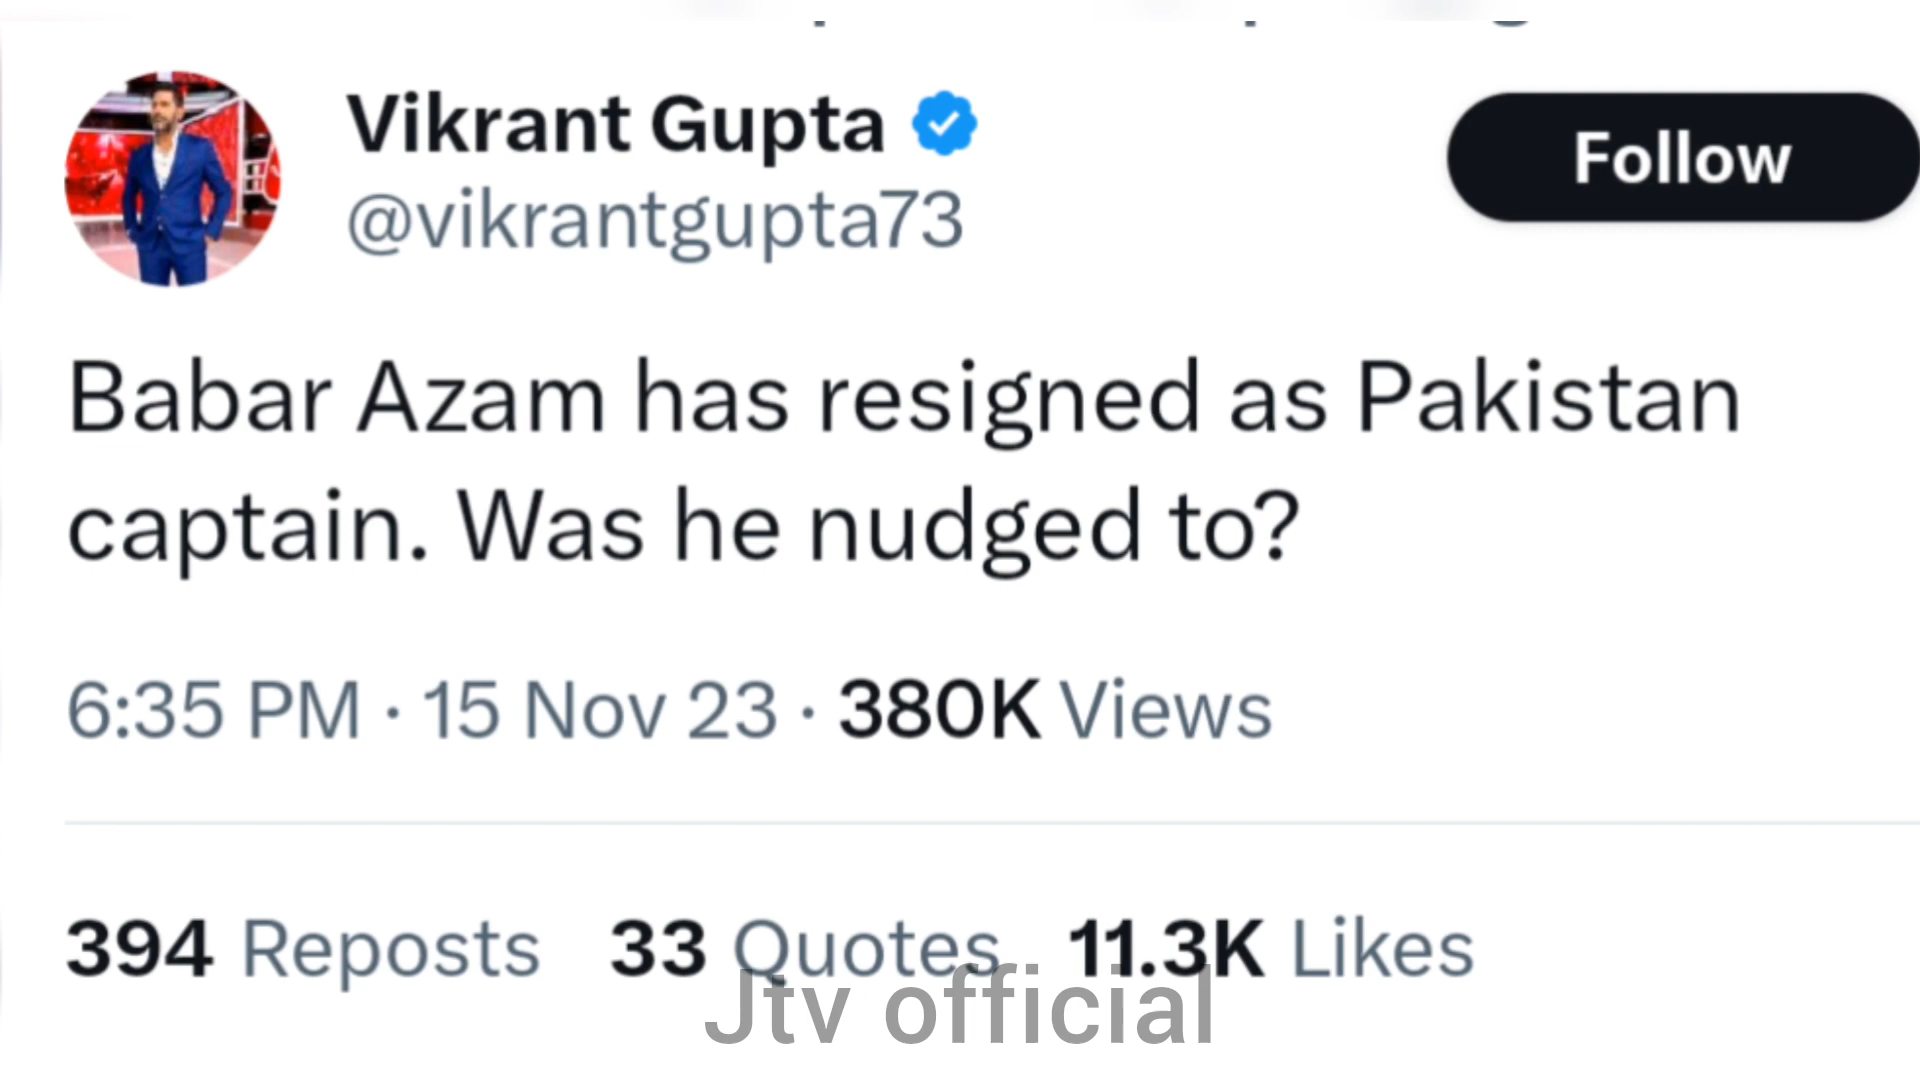 Vikrant Gupta
@vikrantgupta73
Follow
Babar Azam has resigned as Pakistan
captain. Was he nudged to?
6:35 PM · 15 Nov 23 · 380K Views
394 Reposts 33 Quotes 11.3K Likes
Jtv official